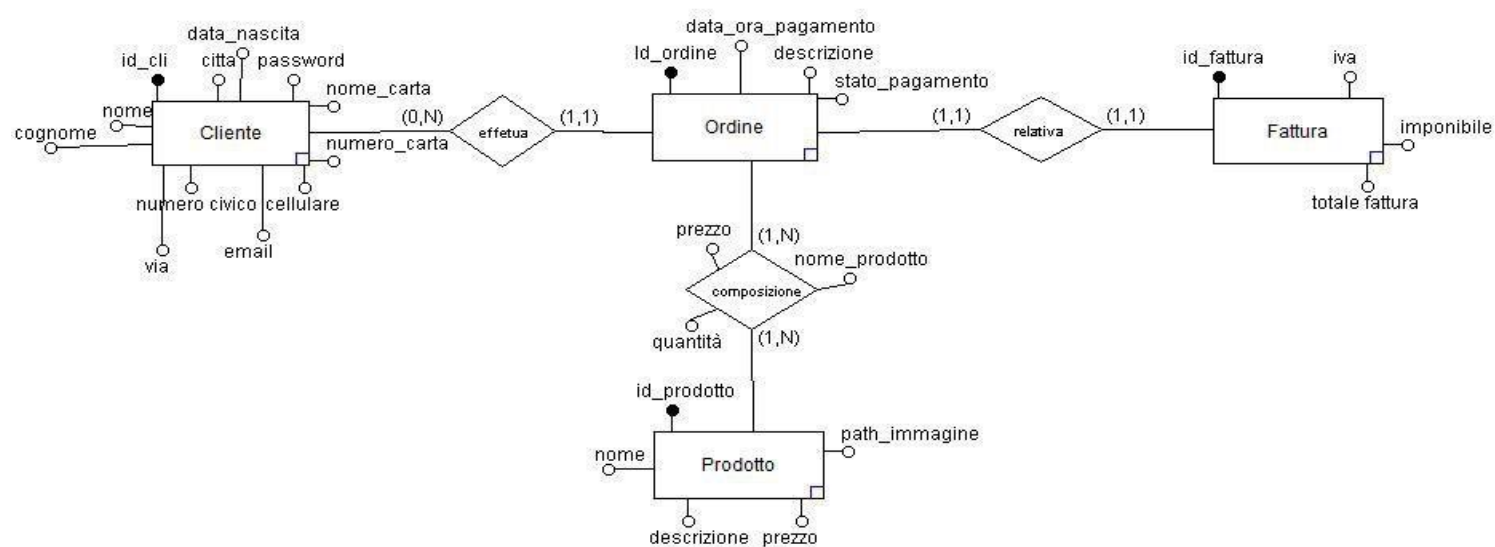 data_nascita
id_cli
citta
password
nome_carta
nome
cognome
Cliente
numero_carta
numero civico
cellulare
via
email
(0,N)
effetua
(1,1)
data_ora_pagamento
Id_ordine
descrizione
stato_pagamento
Ordine
(1,1)
relativa
(1,1)
id_fattura
iva
Fattura
imponibile
totale fattura
(1,N)
prezzo
nome_prodotto
composizione
quantità
(1,N)
id_prodotto
path_immagine
nome
Prodotto
descrizione
prezzo